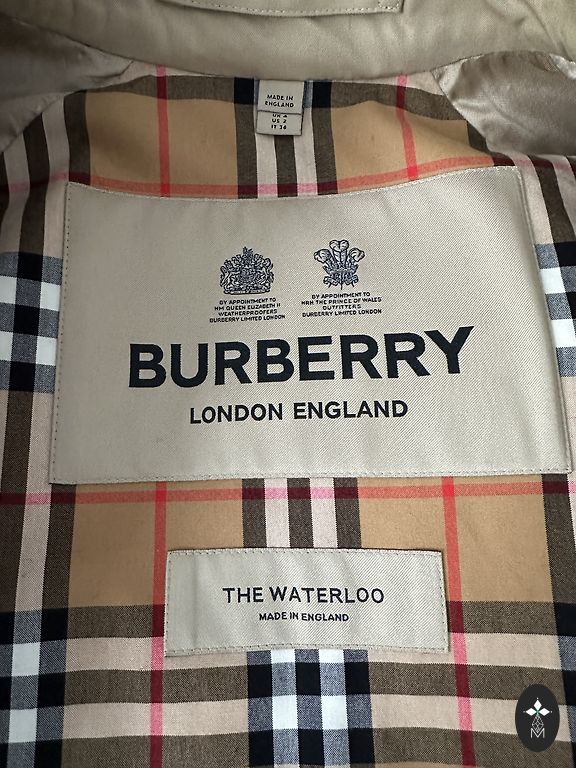 MADE IN
ENGLAND
UK 4
US 2
IT 36
BY APPOINTMENT TO
HM QUEEN ELIZABETH II
WEATHERPROOFERS
BURBERRY LIMITED LONDON
BY APPOINTMENT TO
HRH THE PRINCE OF WALES
OUTFITTERS
BURBERRY LIMITED LONDON
BURBERRY
LONDON ENGLAND
THE WATERLOO
MADE IN ENGLAND
M